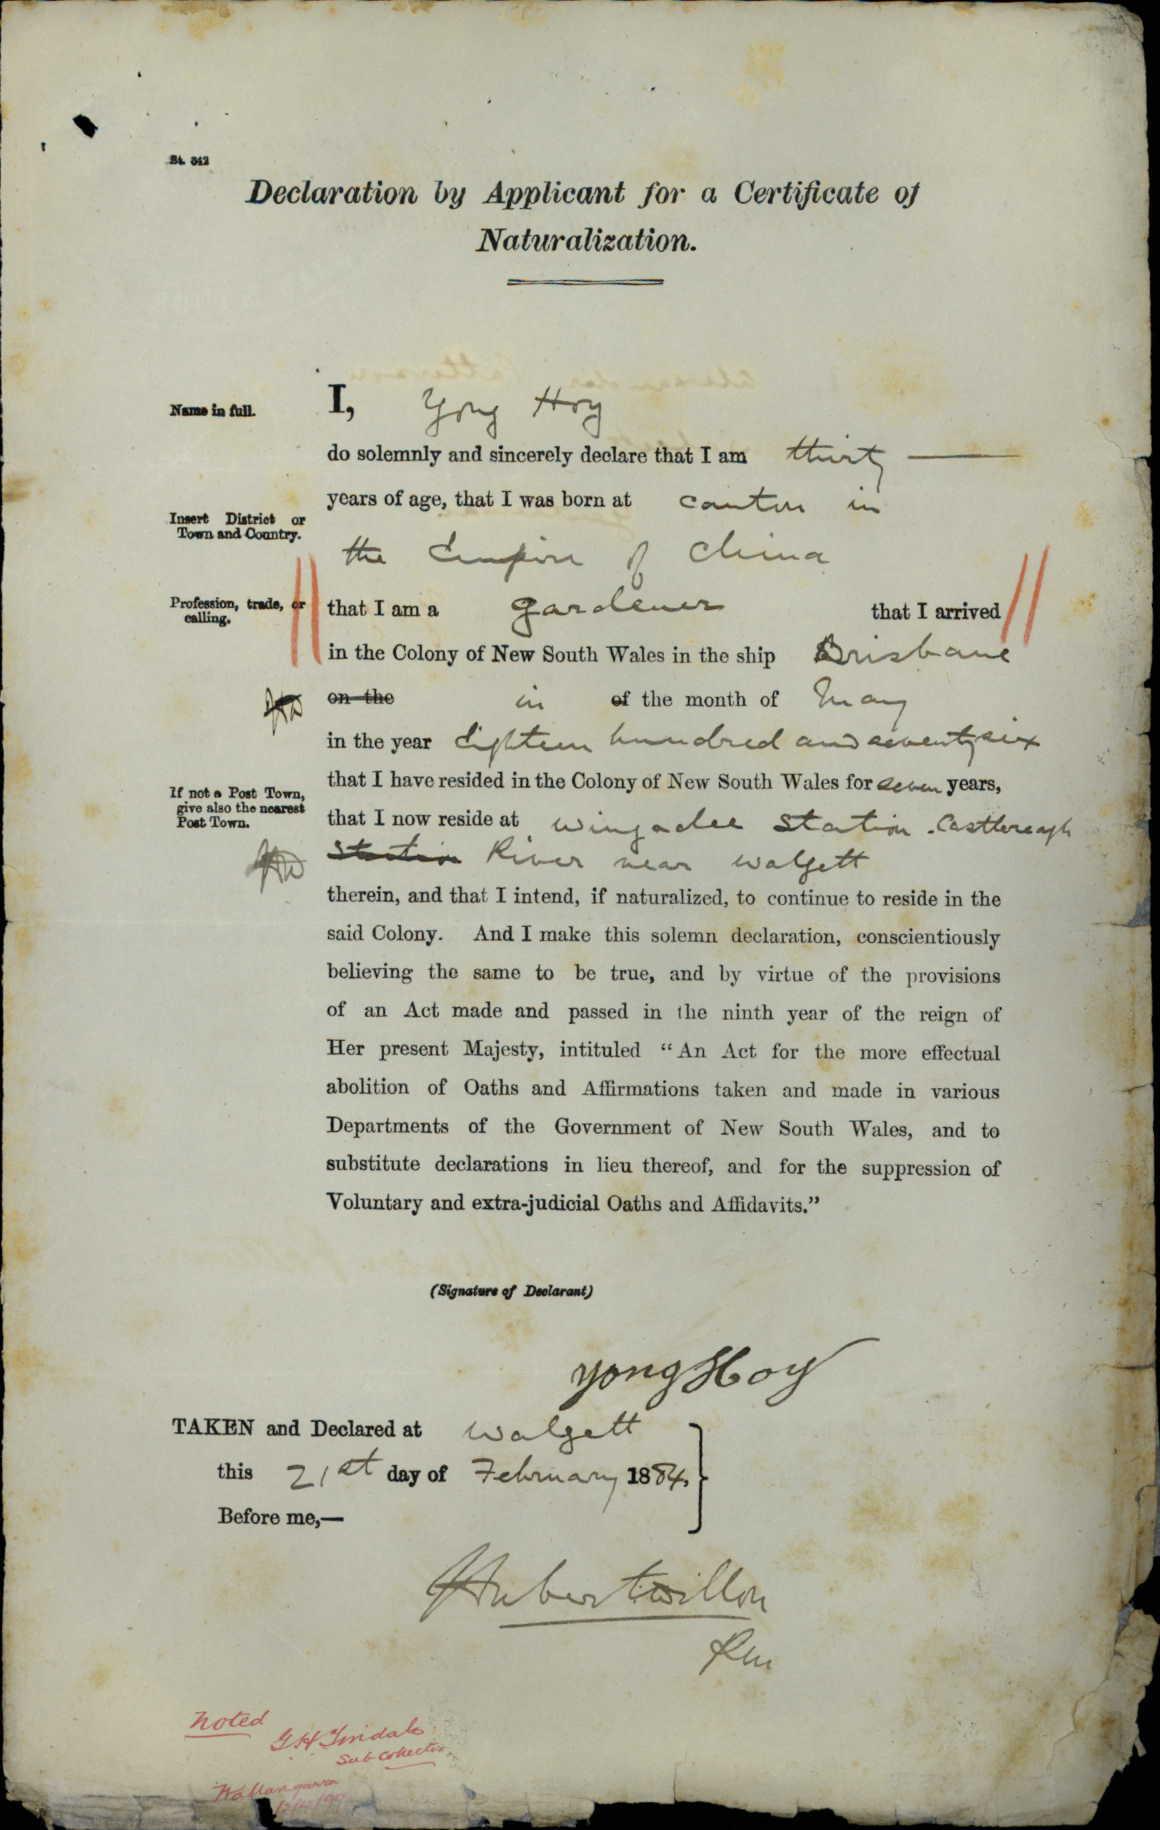 St. 342
Declaration by Applicant for a Certificate of
Naturalization.
Name in full.
I, Yong Hoy
do solemnly and sincerely declare that I am thirty
years of age, that I was born at Canton in
Insert District or
Town and Country.
the Empire of China
Profession, trade, or
calling.
that I am a gardener that I arrived
in the Colony of New South Wales in the ship Brisbane
on the in of the month of May
in the year Eighteen hundred and seventy six
that I have resided in the Colony of New South Wales for seven years,
If not a Post Town,
give also the nearest
Post Town.
that I now reside at Wingadee Station Castlereagh
Station River near Walgett
therein, and that I intend, if naturalized, to continue to reside in the
said Colony. And I make this solemn declaration, conscientiously
believing the same to be true, and by virtue of the provisions
of an Act made and passed in the ninth year of the reign of
Her present Majesty, intituled “An Act for the more effectual
abolition of Oaths and Affirmations taken and made in various
Departments of the Government of New South Wales, and to
substitute declarations in lieu thereof, and for the suppression of
Voluntary and extra-judicial Oaths and Affidavits.”
(Signature of Declarant)
Yong Hoy
TAKEN and Declared at Walgett
this 21st day of February 1884,
Before me,—
Noted
G H Tindale
Sub Collector
Wallangarra